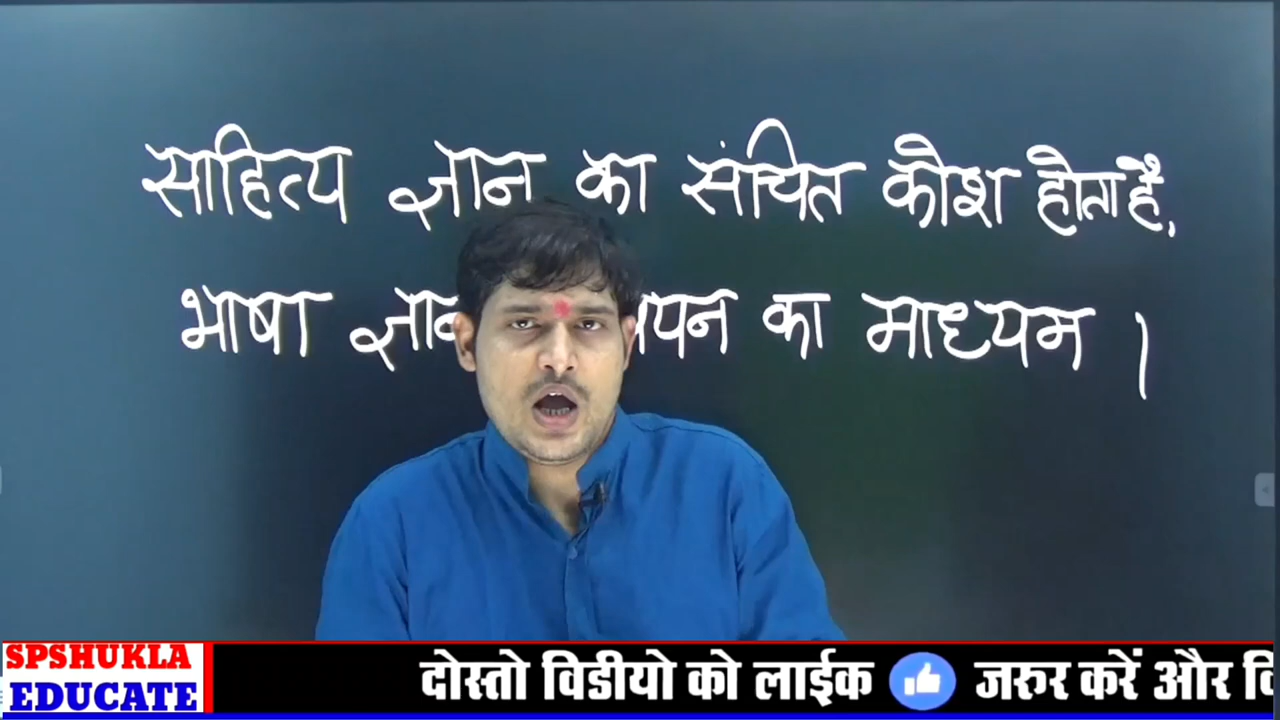 साहित्य ज्ञान का संचित कौश होता है,
भाषा का माध्यम ।
SPSHUKLA
EDUCATE
दोस्तो विडीयो को लाईक जरुर करें और